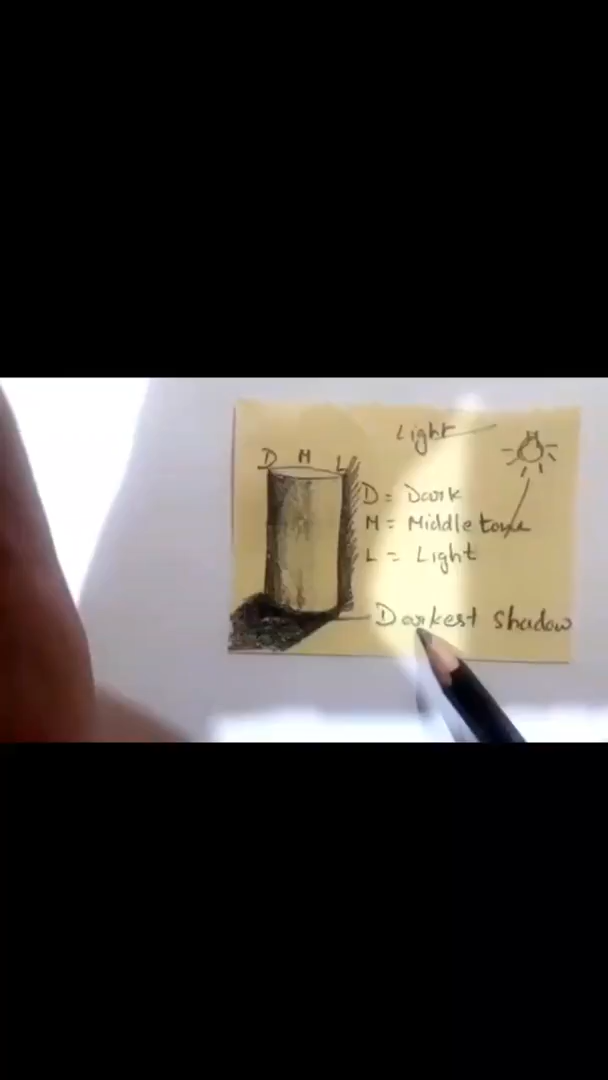 Light
D M L
D = Dark
M = Middle tone
L = Light
Darkest shadow